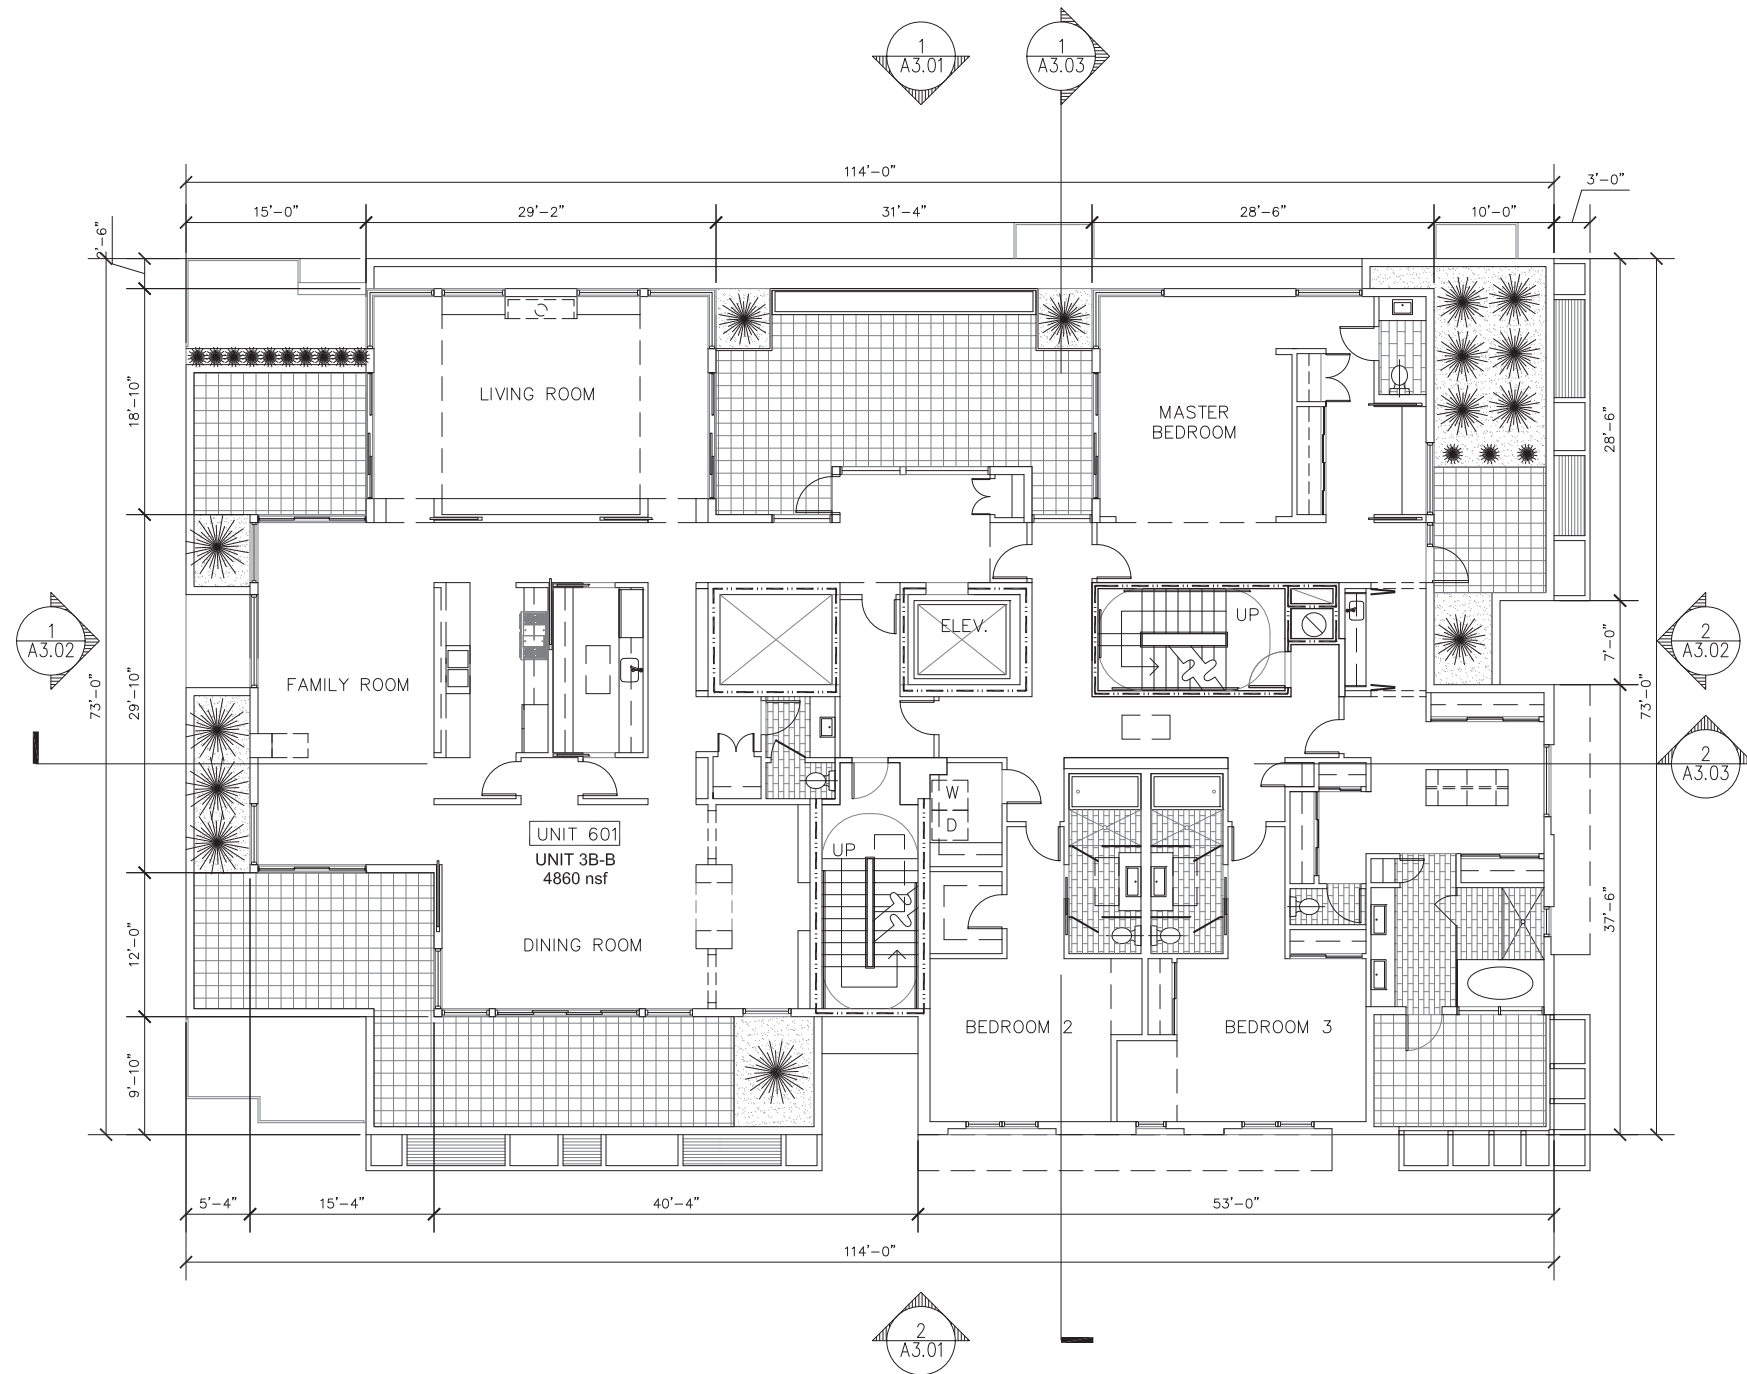 1
A3.01
1
A3.03
114'-0"
3'-0"
15'-0"
29'-2"
31'-4"
28'-6"
10'-0"
2'-6"
18'-10"
LIVING ROOM
MASTER
BEDROOM
28'-6"
1
A3.02
73'-0"
29'-10"
FAMILY ROOM
ELEV.
UP
7'-0"
2
A3.02
73'-0"
2
A3.03
W
D
UNIT 601
UNIT 3B-B
4860 nsf
UP
12'-0"
DINING ROOM
37'-6"
9'-10"
BEDROOM 2
BEDROOM 3
5'-4"
15'-4"
40'-4"
53'-0"
114'-0"
2
A3.01